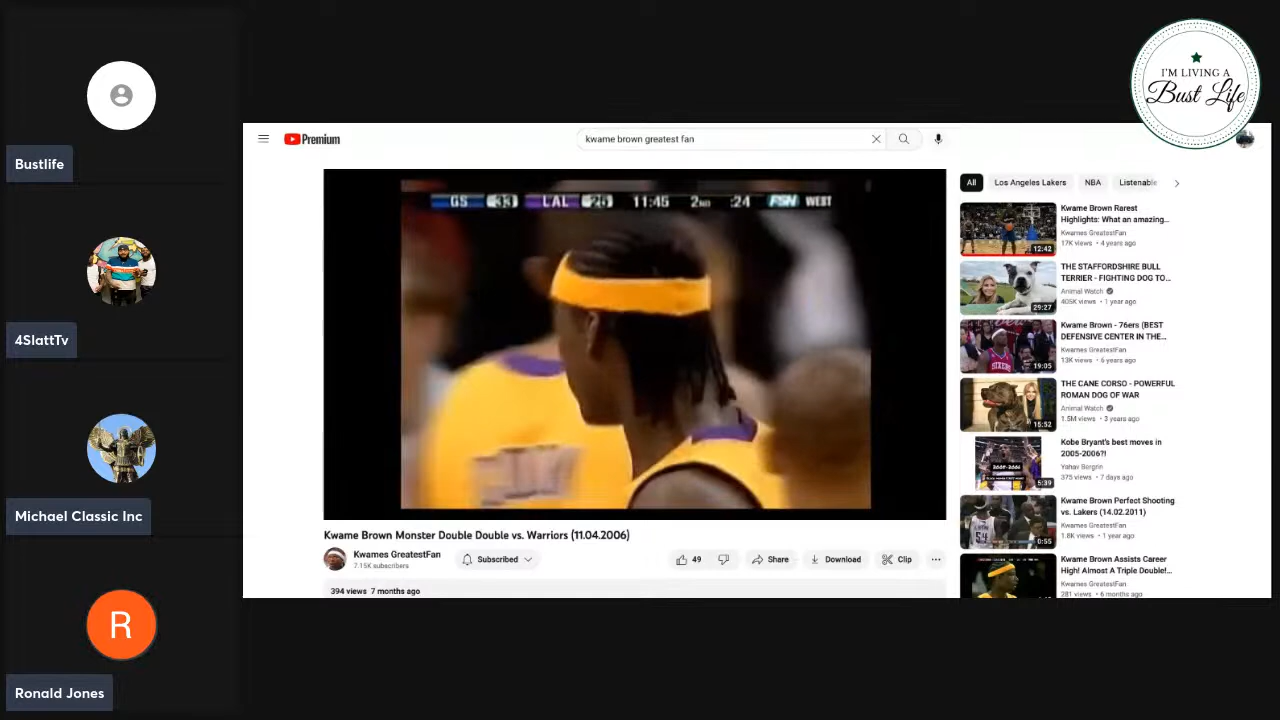 Bustlife
4SlattTv
Michael Classic Inc
R
Ronald Jones
I'M LIVING A
Bust Life
Premium
kwame brown greatest fan
GS 33 LAL 26 11:45 2ND :24 FSN WEST
Kwame Brown Monster Double Double vs. Warriors (11.04.2006)
Kwames GreatestFan
7.15K subscribers
Subscribed
49
Share
Download
Clip
394 views 7 months ago
All
Los Angeles Lakers
NBA
Listenable
12:42
Kwame Brown Rarest
Highlights: What an amazing...
Kwames GreatestFan
17K views • 4 years ago
29:27
THE STAFFORDSHIRE BULL
TERRIER - FIGHTING DOG TO...
Animal Watch
405K views • 1 year ago
SIXERS
19:05
Kwame Brown - 76ers (BEST
DEFENSIVE CENTER IN THE...
Kwames GreatestFan
13K views • 6 years ago
15:52
THE CANE CORSO - POWERFUL
ROMAN DOG OF WAR
Animal Watch
1.5M views • 3 years ago
2005-2006
5:39
Kobe Bryant's best moves in
2005-2006?!
Yahav Bergrin
375 views • 7 days ago
54
0:55
Kwame Brown Perfect Shooting
vs. Lakers (14.02.2011)
Kwames GreatestFan
1.8K views • 1 year ago
Kwame Brown Assists Career
High! Almost A Triple Double!...
Kwames GreatestFan
281 views • 6 months ago